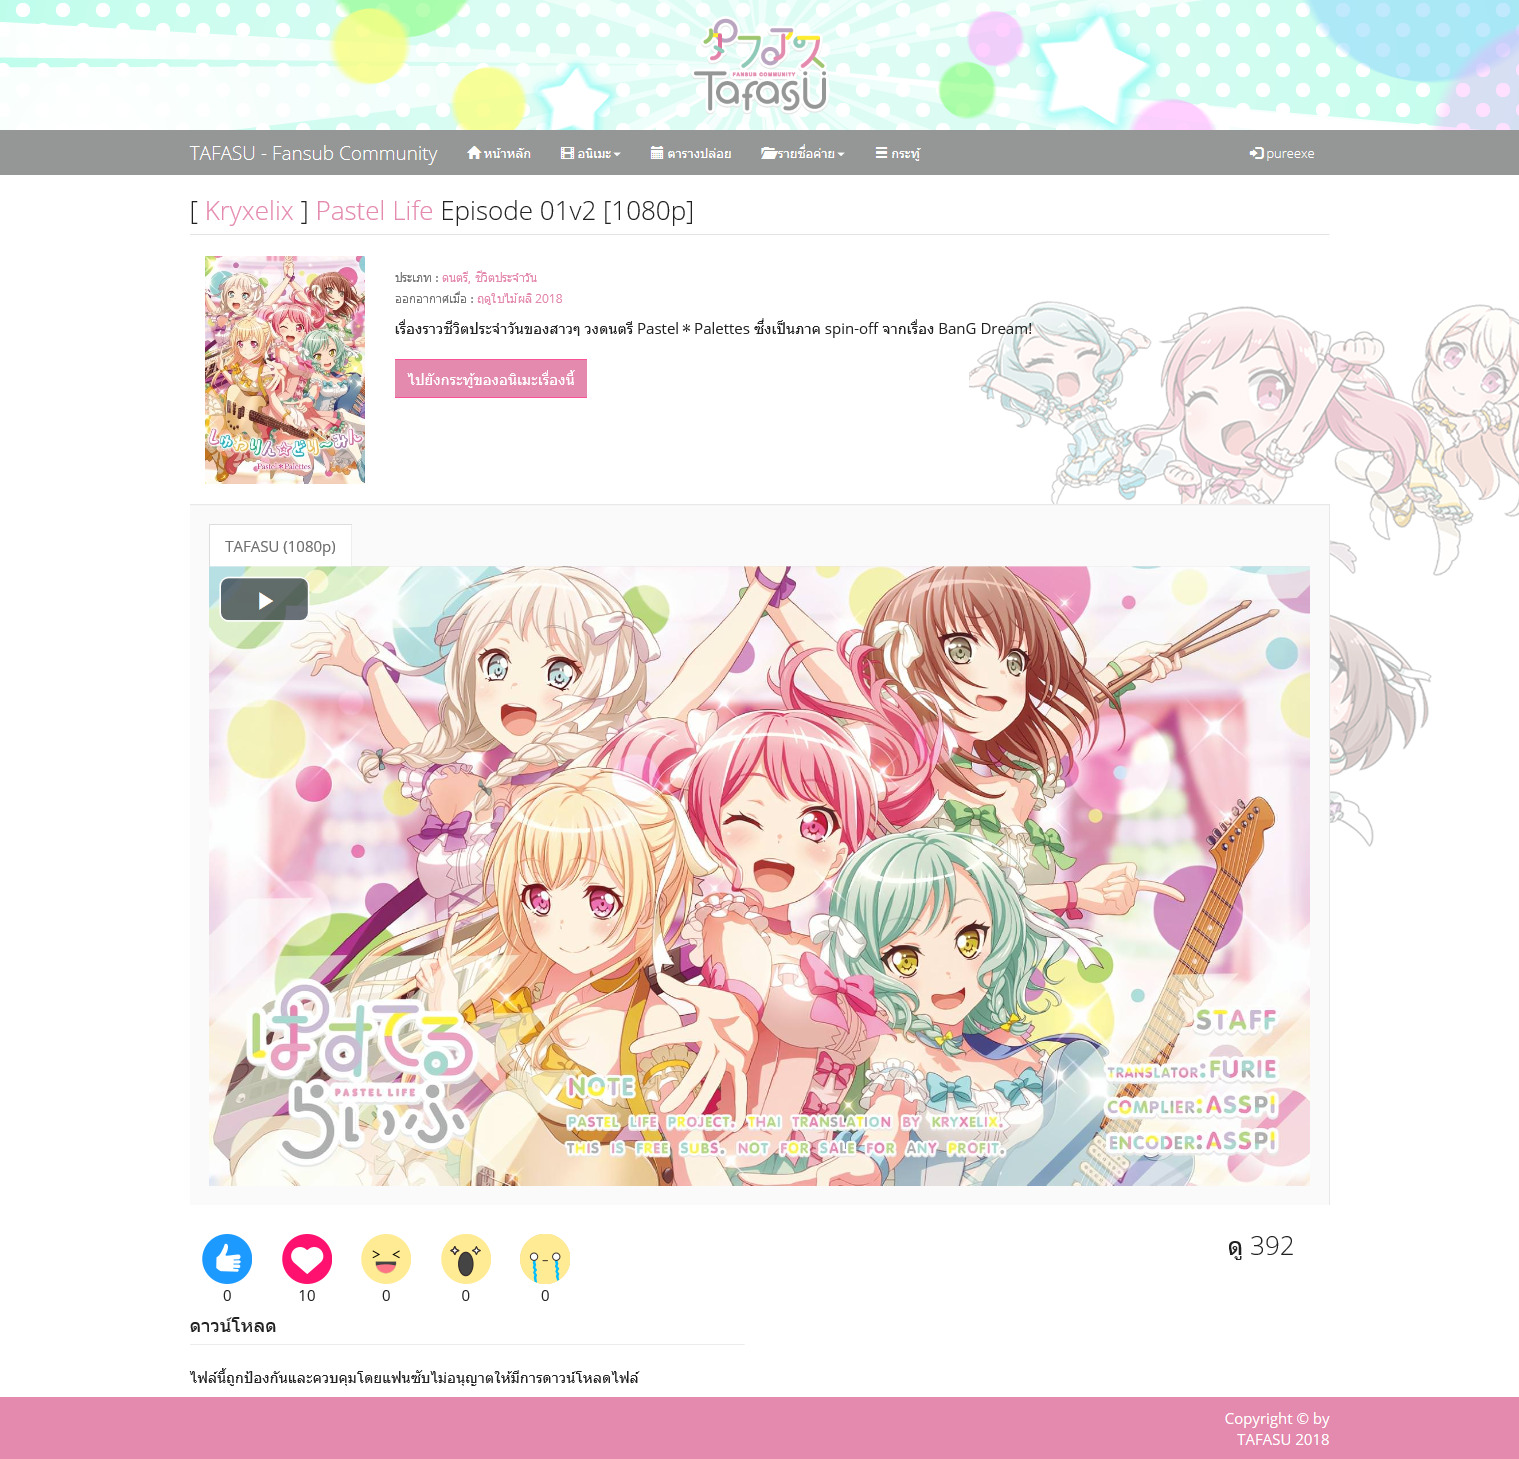 タファス
FANSUB COMMUNITY
TafasU
TAFASU - Fansub Community
หน้าหลัก
อนิเมะ
ตารางปล่อย
รายชื่อค่าย
กระทู้
pureexe
[ Kryxelix ] Pastel Life Episode 01v2 [1080p]
ประเภท : ดนตรี, ชีวิตประจำวัน
ออกอากาศเมื่อ : ฤดูใบไม้ผลิ 2018
เรื่องราวชีวิตประจำวันของสาวๆ วงดนตรี Pastel＊Palettes ซึ่งเป็นภาค spin-off จากเรื่อง BanG Dream!
ไปยังกระทู้ของอนิเมะเรื่องนี้
しゅわりん☆どり～みん
Pastel＊Palettes
TAFASU (1080p)
ぱすてる
PASTEL LIFE
らいふ
NOTE
PASTEL LIFE PROJECT. THAI TRANSLATION BY KRYXELIX.
THIS IS FREE SUBS. NOT FOR SALE FOR ANY PROFIT.
STAFF
TRANSLATOR:FURIE
COMPLIER:ASSPI
ENCODER:ASSPI
0
10
0
0
0
ดู 392
ดาวน์โหลด
ไฟล์นี้ถูกป้องกันและควบคุมโดยแฟนซับไม่อนุญาตให้มีการดาวน์โหลดไฟล์
Copyright © by
TAFASU 2018